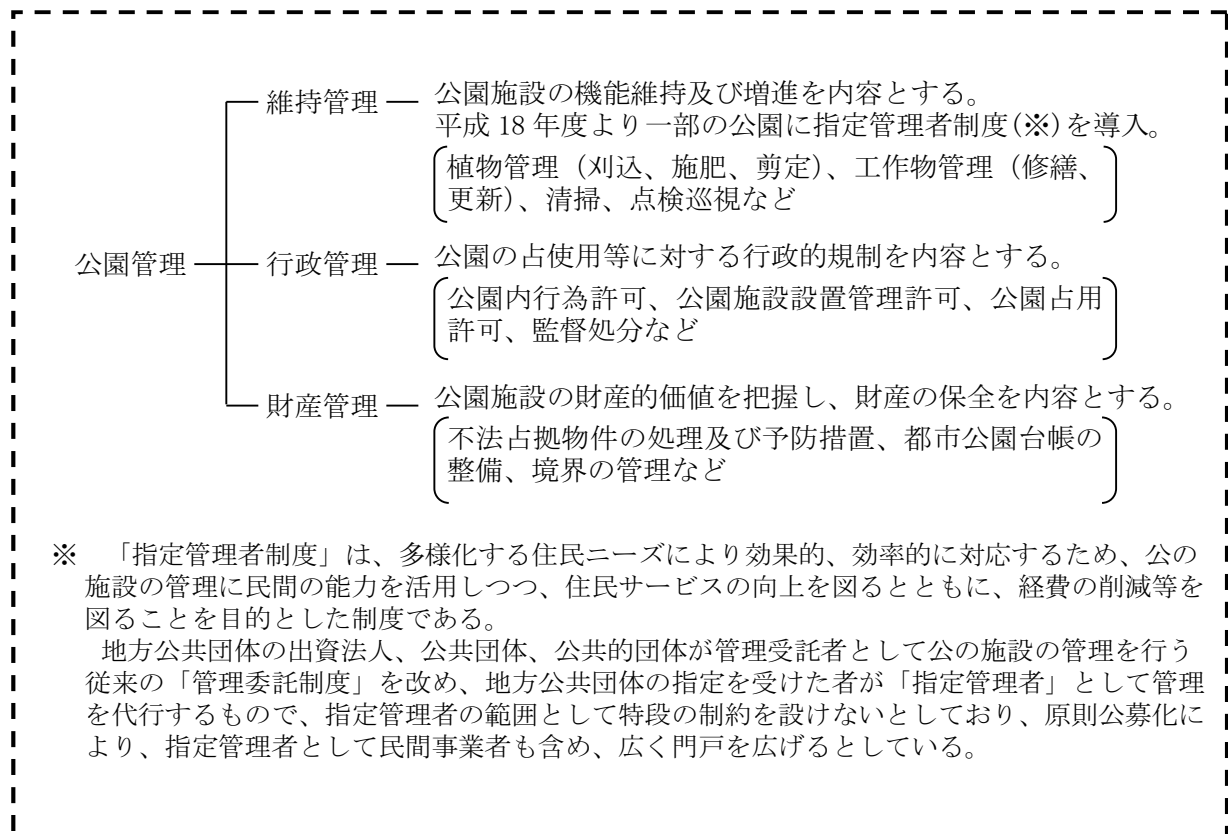 維持管理 公園施設の機能維持及び増進を内容とする。
平成 18 年度より一部の公園に指定管理者制度(※)を導入。
植物管理（刈込、施肥、剪定）、工作物管理（修繕、
更新）、清掃、点検巡視など
公園管理 行政管理 公園の占使用等に対する行政的規制を内容とする。
公園内行為許可、公園施設設置管理許可、公園占用
許可、監督処分など
財産管理 公園施設の財産的価値を把握し、財産の保全を内容とする。
不法占拠物件の処理及び予防措置、都市公園台帳の
整備、境界の管理など
※ 「指定管理者制度」は、多様化する住民ニーズにより効果的、効率的に対応するため、公の
施設の管理に民間の能力を活用しつつ、住民サービスの向上を図るとともに、経費の削減等を
図ることを目的とした制度である。
地方公共団体の出資法人、公共団体、公共的団体が管理受託者として公の施設の管理を行う
従来の「管理委託制度」を改め、地方公共団体の指定を受けた者が「指定管理者」として管理
を代行するもので、指定管理者の範囲として特段の制約を設けないとしており、原則公募化に
より、指定管理者として民間事業者も含め、広く門戸を広げるとしている。